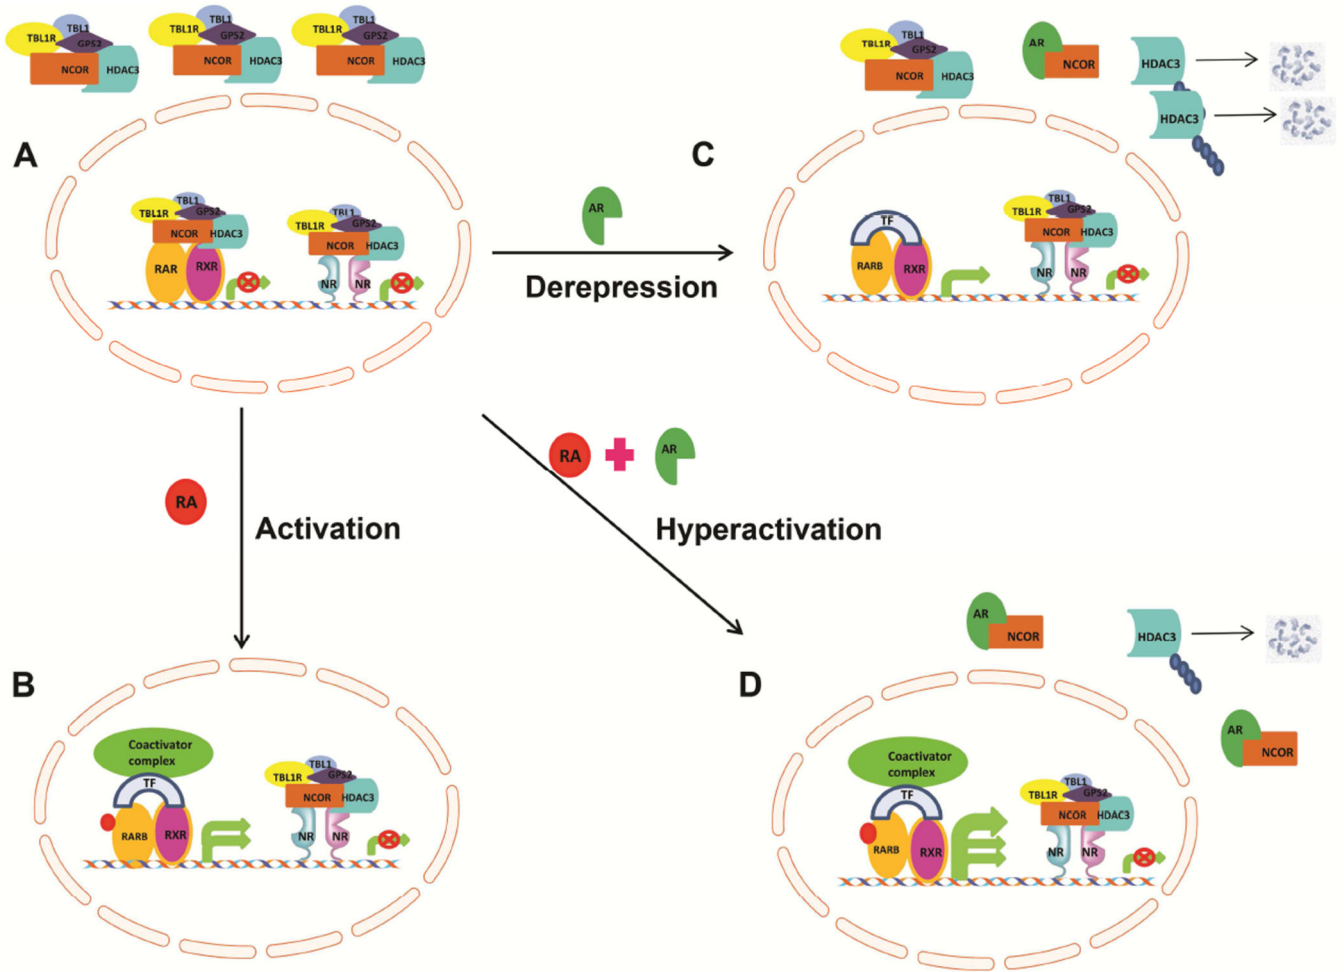 TBL1
TBL1R
GPS2
NCOR
HDAC3
TBL1
TBL1R
GPS2
NCOR
HDAC3
TBL1
TBL1R
GPS2
NCOR
HDAC3
A
TBL1
TBL1R
GPS2
NCOR
HDAC3
RAR
RXR
TBL1
TBL1R
GPS2
NCOR
HDAC3
NR
NR
AR
Derepression
TBL1
TBL1R
GPS2
NCOR
HDAC3
AR
NCOR
HDAC3
HDAC3
C
TF
RARB
RXR
TBL1
TBL1R
GPS2
NCOR
HDAC3
NR
NR
RA
Activation
RA
AR
Hyperactivation
B
Coactivator
complex
TF
RARB
RXR
TBL1
TBL1R
GPS2
NCOR
HDAC3
NR
NR
AR
NCOR
HDAC3
D
AR
NCOR
Coactivator
complex
TF
RARB
RXR
TBL1
TBL1R
GPS2
NCOR
HDAC3
NR
NR